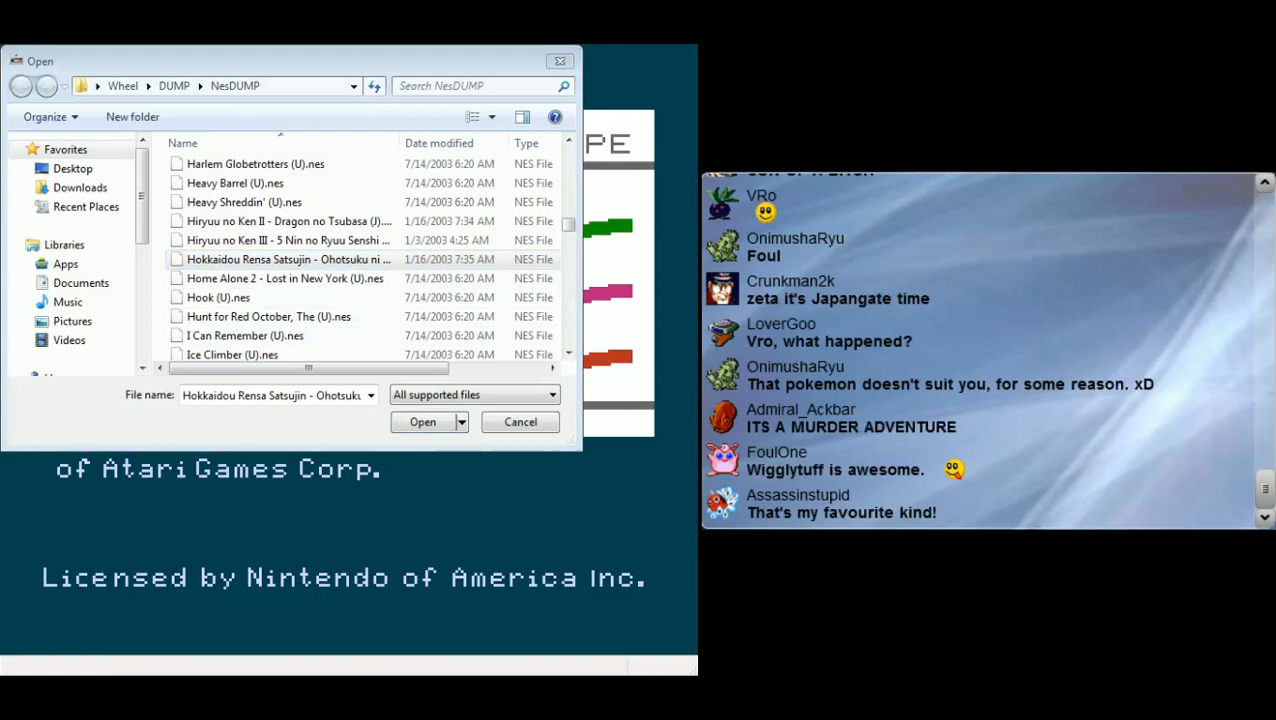 Open
Wheel DUMP NesDUMP
Search NesDUMP
Organize
New folder
Favorites
Desktop
Downloads
Recent Places
Libraries
Apps
Documents
Music
Pictures
Videos
Name Date modified Type
Harlem Globetrotters (U).nes 7/14/2003 6:20 AM NES File
Heavy Barrel (U).nes 7/14/2003 6:20 AM NES File
Heavy Shreddin' (U).nes 7/14/2003 6:20 AM NES File
Hiryuu no Ken II - Dragon no Tsubasa (J).... 1/16/2003 7:34 AM NES File
Hiryuu no Ken III - 5 Nin no Ryuu Senshi ... 1/3/2003 4:25 AM NES File
Hokkaidou Rensa Satsujin - Ohotsuku ni ... 1/16/2003 7:35 AM NES File
Home Alone 2 - Lost in New York (U).nes 7/14/2003 6:20 AM NES File
Hook (U).nes 7/14/2003 6:20 AM NES File
Hunt for Red October, The (U).nes 7/14/2003 6:20 AM NES File
I Can Remember (U).nes 7/14/2003 6:20 AM NES File
Ice Climber (U).nes 7/14/2003 6:20 AM NES File
File name: Hokkaidou Rensa Satsujin - Ohotsuku All supported files
Open Cancel
PE
of Atari Games Corp.
Licensed by Nintendo of America Inc.
VRo
OnimushaRyu
Foul
Crunkman2k
zeta it's Japangate time
LoverGoo
Vro, what happened?
OnimushaRyu
That pokemon doesn't suit you, for some reason. xD
Admiral_Ackbar
ITS A MURDER ADVENTURE
FoulOne
Wigglytuff is awesome.
Assassinstupid
That's my favourite kind!